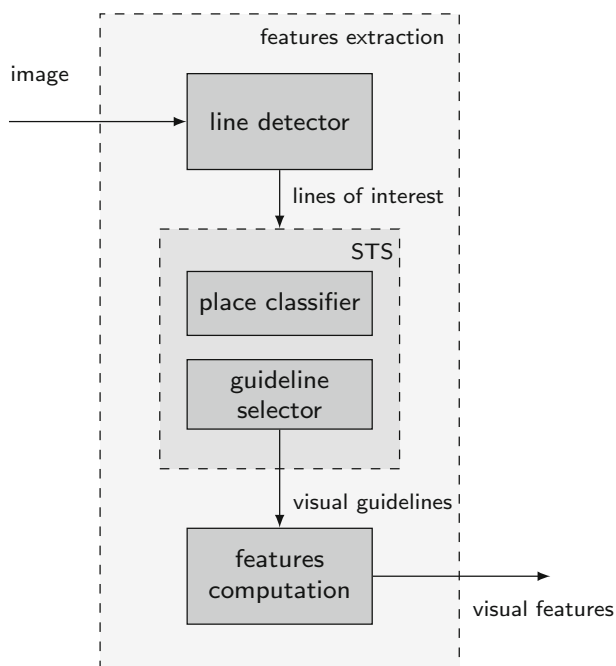 features extraction
image
line detector
lines of interest
STS
place classifier
guideline
selector
visual guidelines
features
computation
visual features